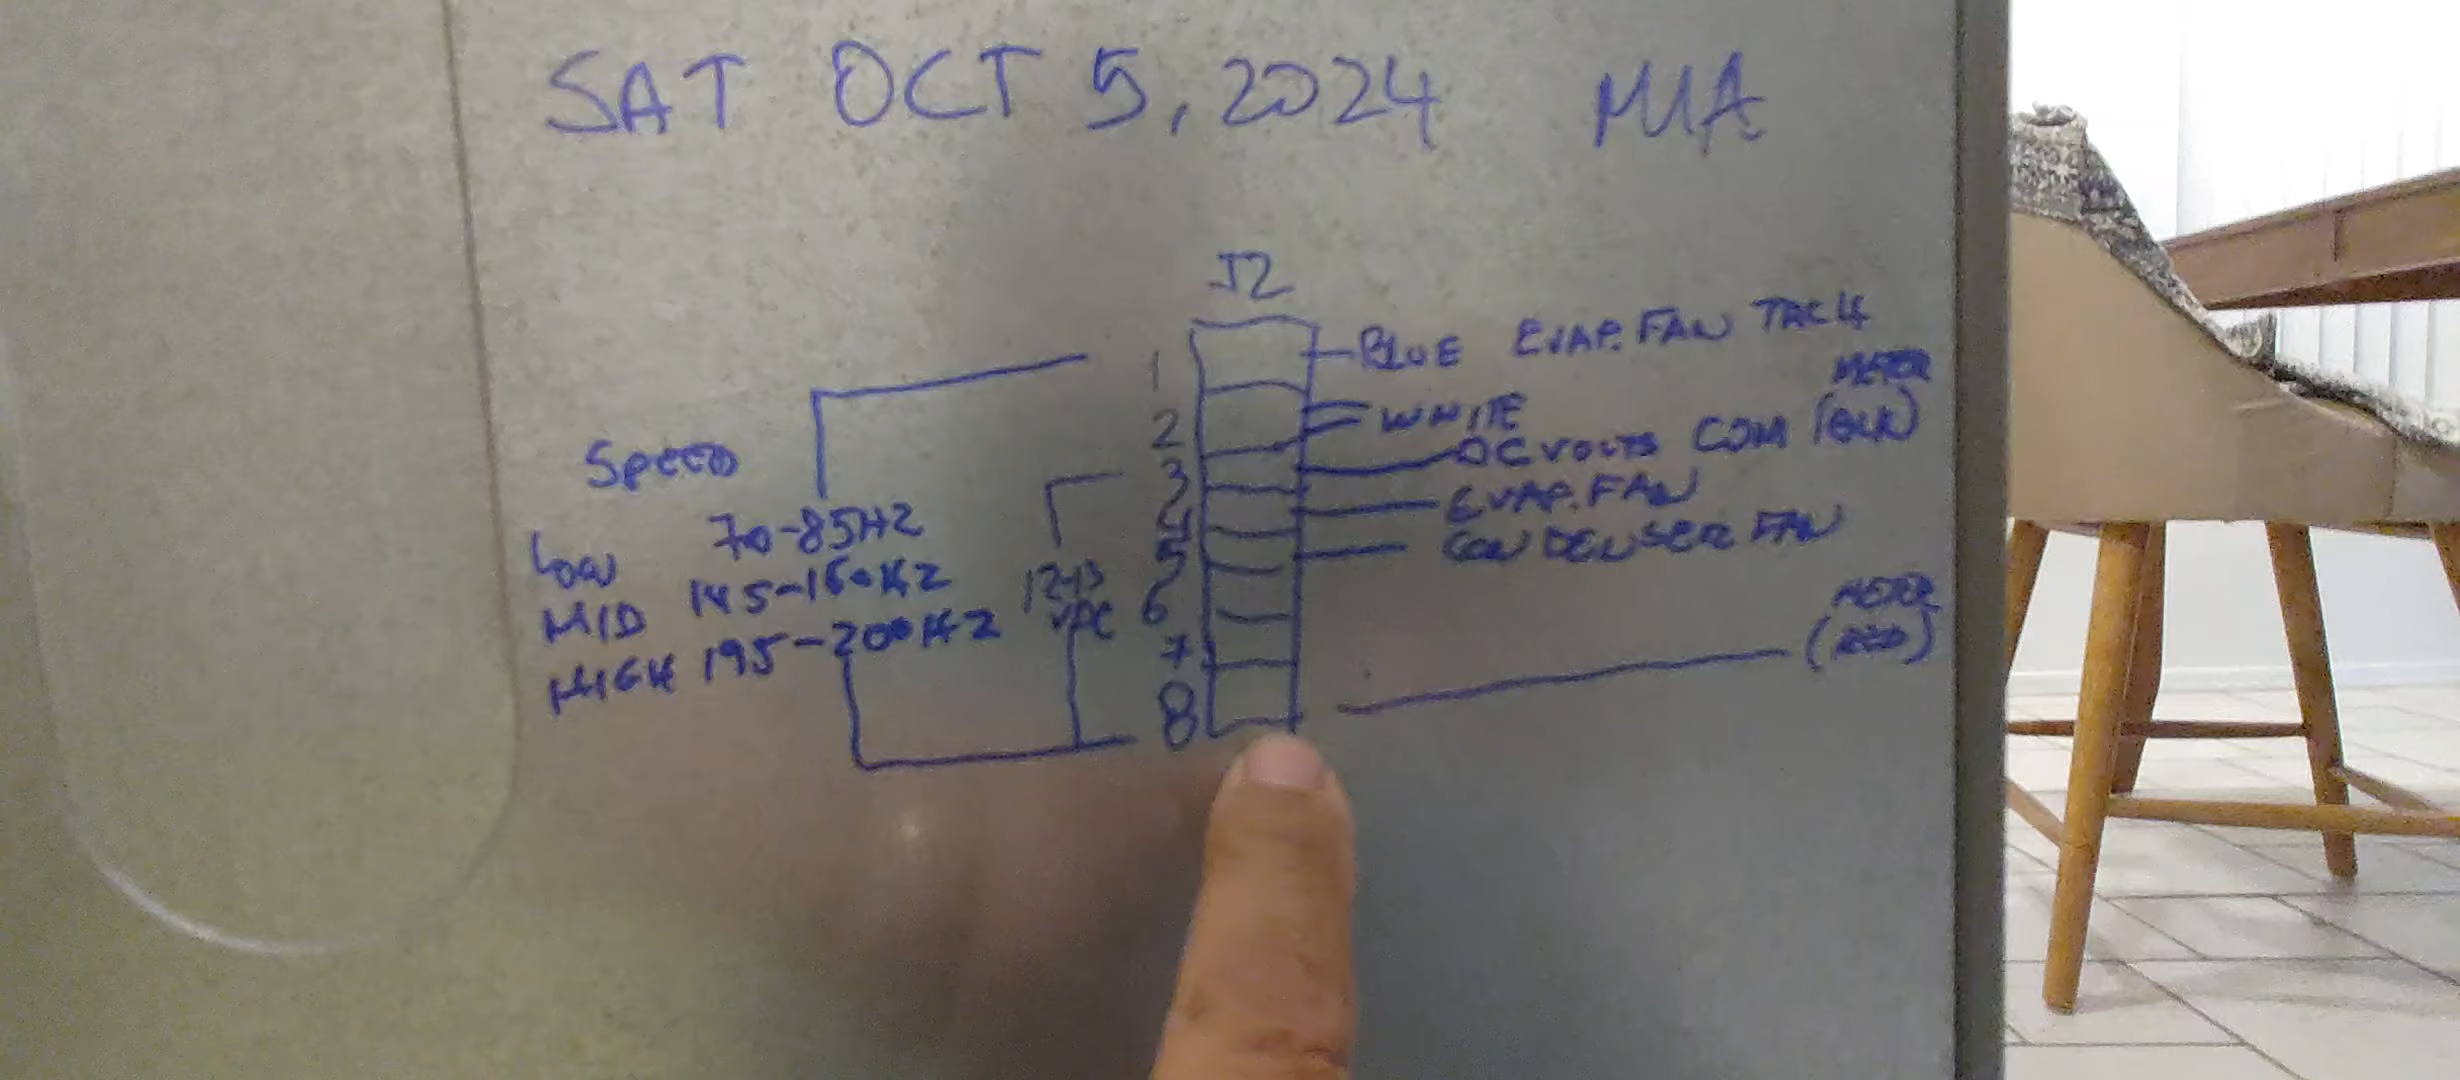 SAT OCT 5, 2024 MIA
J2
1 BLUE EVAP. FAN TACH
METER
2 WHITE
3 DC VOLTS COM (BLK)
4 EVAP. FAN
5 CONDENSER FAN
6
7
8
METER
(RED)
SPEED
LOW 70-85HZ
MID 145-160HZ
HIGH 195-200HZ
12-13
VDC